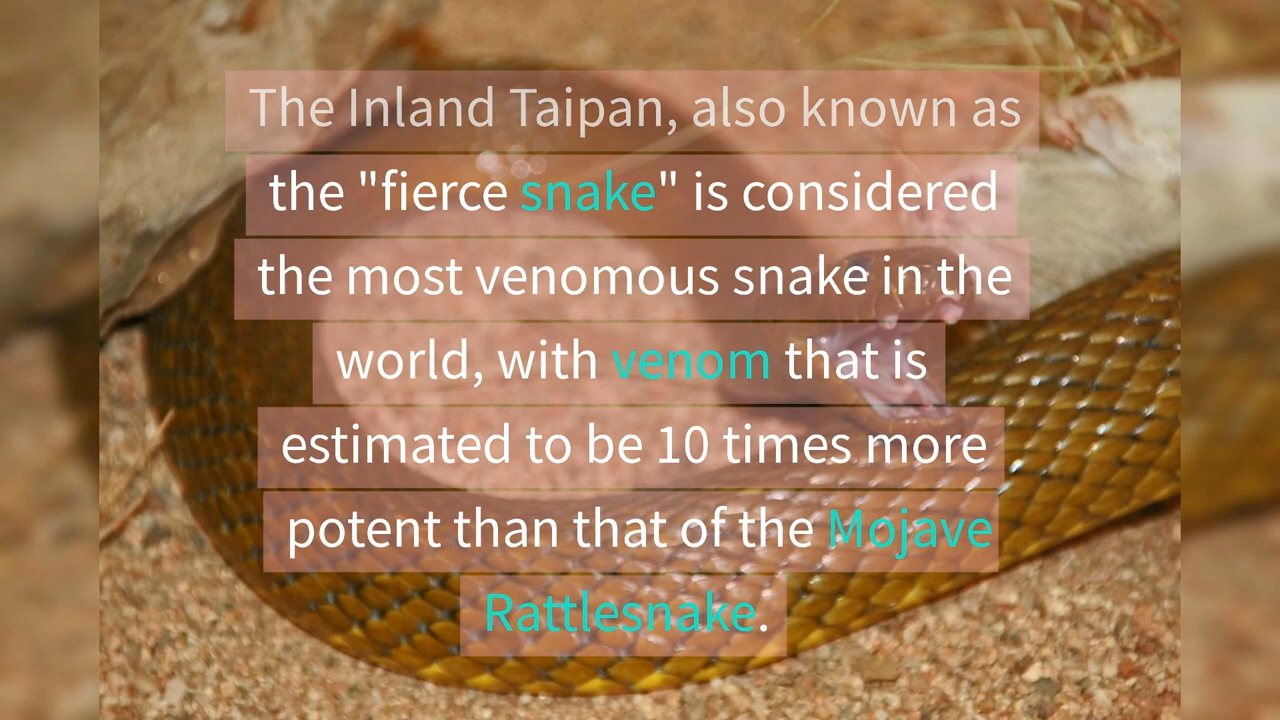 The Inland Taipan, also known as
the "fierce snake" is considered
the most venomous snake in the
world, with venom that is
estimated to be 10 times more
potent than that of the Mojave
Rattlesnake.